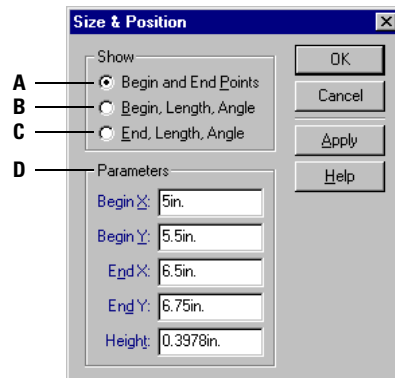 Size & Position
Show
A Begin and End Points
B Begin, Length, Angle
C End, Length, Angle
OK
Cancel
Apply
Help
D Parameters
Begin X: 5in.
Begin Y: 5.5in.
End X: 6.5in.
End Y: 6.75in.
Height: 0.3978in.